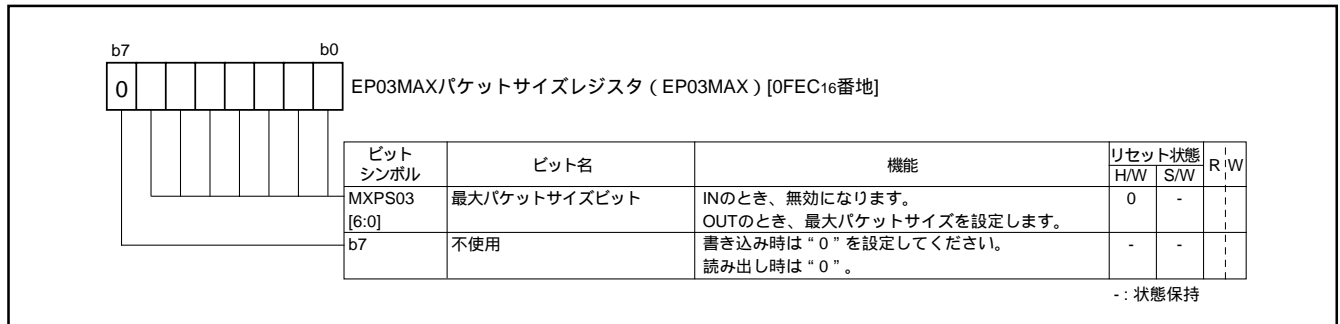 b7 b0
0
EP03MAXパケットサイズレジスタ（EP03MAX）[0FEC16番地]
ビット シンボル ビット名 機能 リセット状態 R W
H/W S/W
MXPS03 [6:0] 最大パケットサイズビット INのとき、無効になります。 0 -
OUTのとき、最大パケットサイズを設定します。
b7 不使用 書き込み時は“0”を設定してください。 - -
読み出し時は“0”。
- : 状態保持